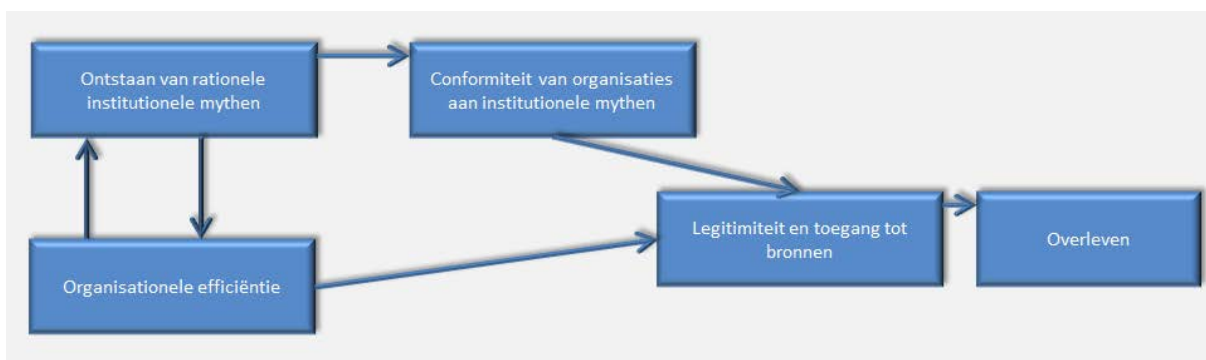 Ontstaan van rationele
institutionele mythen
Conformiteit van organisaties
aan institutionele mythen
Legitimiteit en toegang tot
bronnen
Overleven
Organisationele efficiëntie